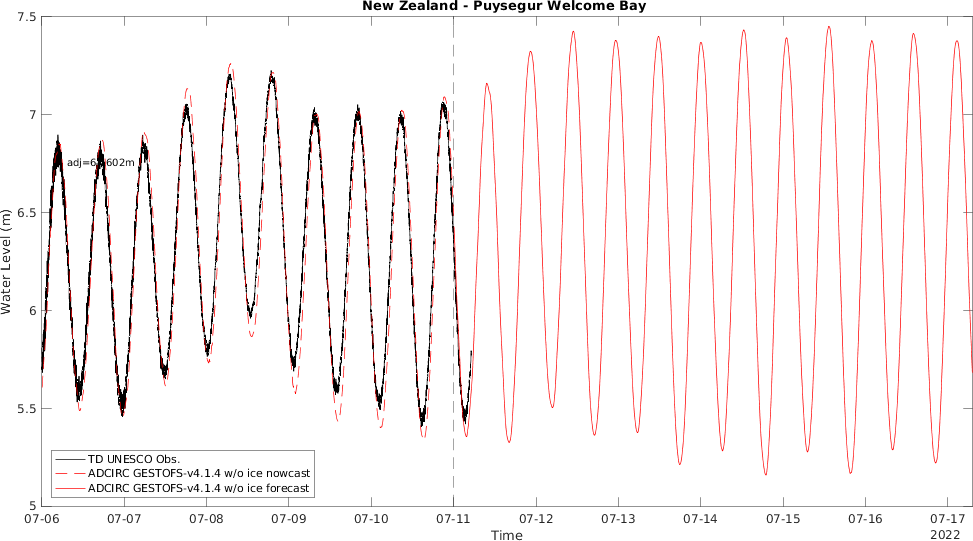 New Zealand - Puysegur Welcome Bay
7.5
7
6.5
6
5.5
5
Water Level (m)
TD UNESCO Obs.
ADCIRC GESTOFS-v4.1.4 w/o ice nowcast
ADCIRC GESTOFS-v4.1.4 w/o ice forecast
07-06 07-07 07-08 07-09 07-10 07-11 07-12 07-13 07-14 07-15 07-16 07-17
Time
2022